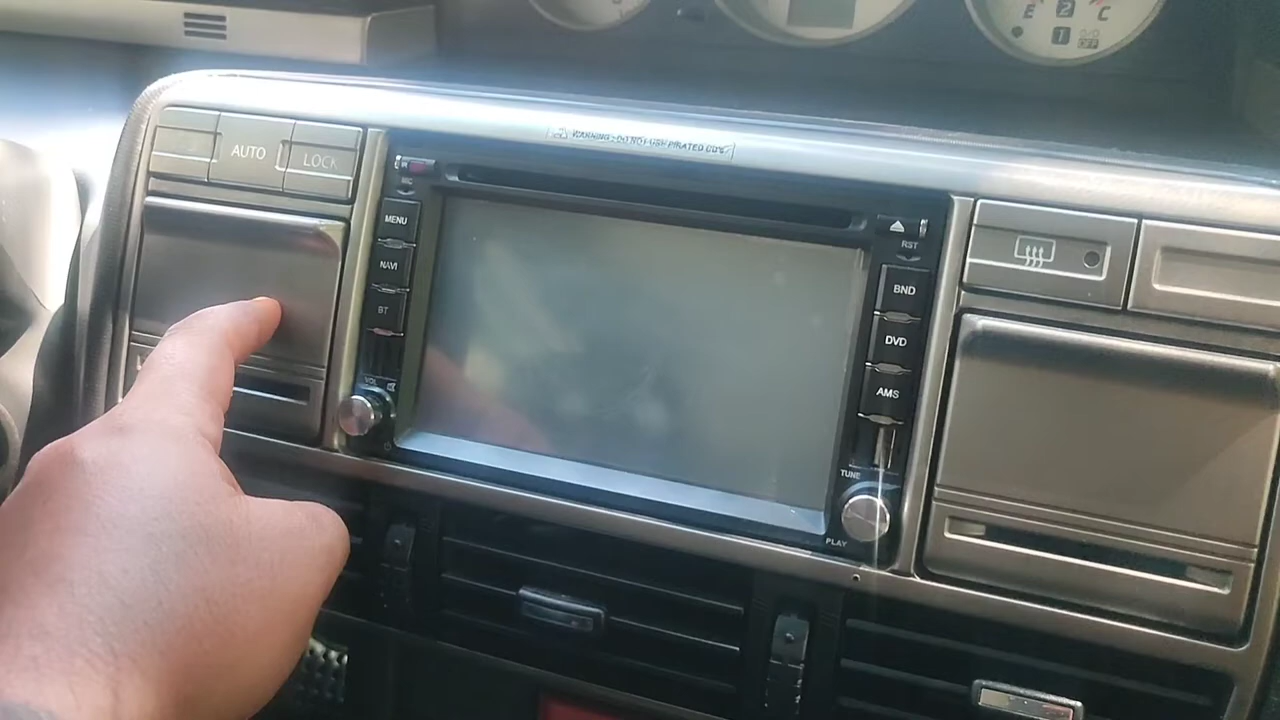 E 2 C
1 OFF
WARNING: DO NOT USE PIRATED CD'S
AUTO
LOCK
MENU
NAVI
BT
VOL
RST
BND
DVD
AMS
TUNE
PLAY